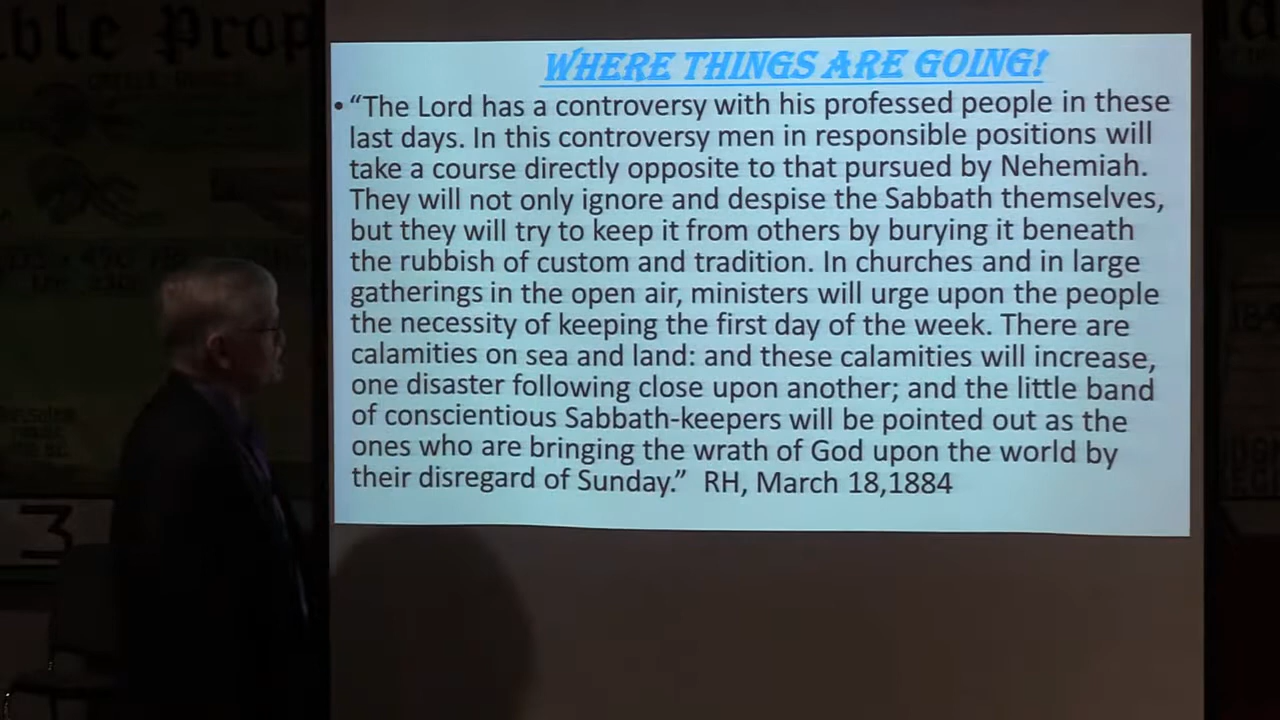 ble Prop
WHERE THINGS ARE GOING!
• “The Lord has a controversy with his professed people in these
last days. In this controversy men in responsible positions will
take a course directly opposite to that pursued by Nehemiah.
They will not only ignore and despise the Sabbath themselves,
but they will try to keep it from others by burying it beneath
the rubbish of custom and tradition. In churches and in large
gatherings in the open air, ministers will urge upon the people
the necessity of keeping the first day of the week. There are
calamities on sea and land: and these calamities will increase,
one disaster following close upon another; and the little band
of conscientious Sabbath-keepers will be pointed out as the
ones who are bringing the wrath of God upon the world by
their disregard of Sunday.” RH, March 18,1884
3